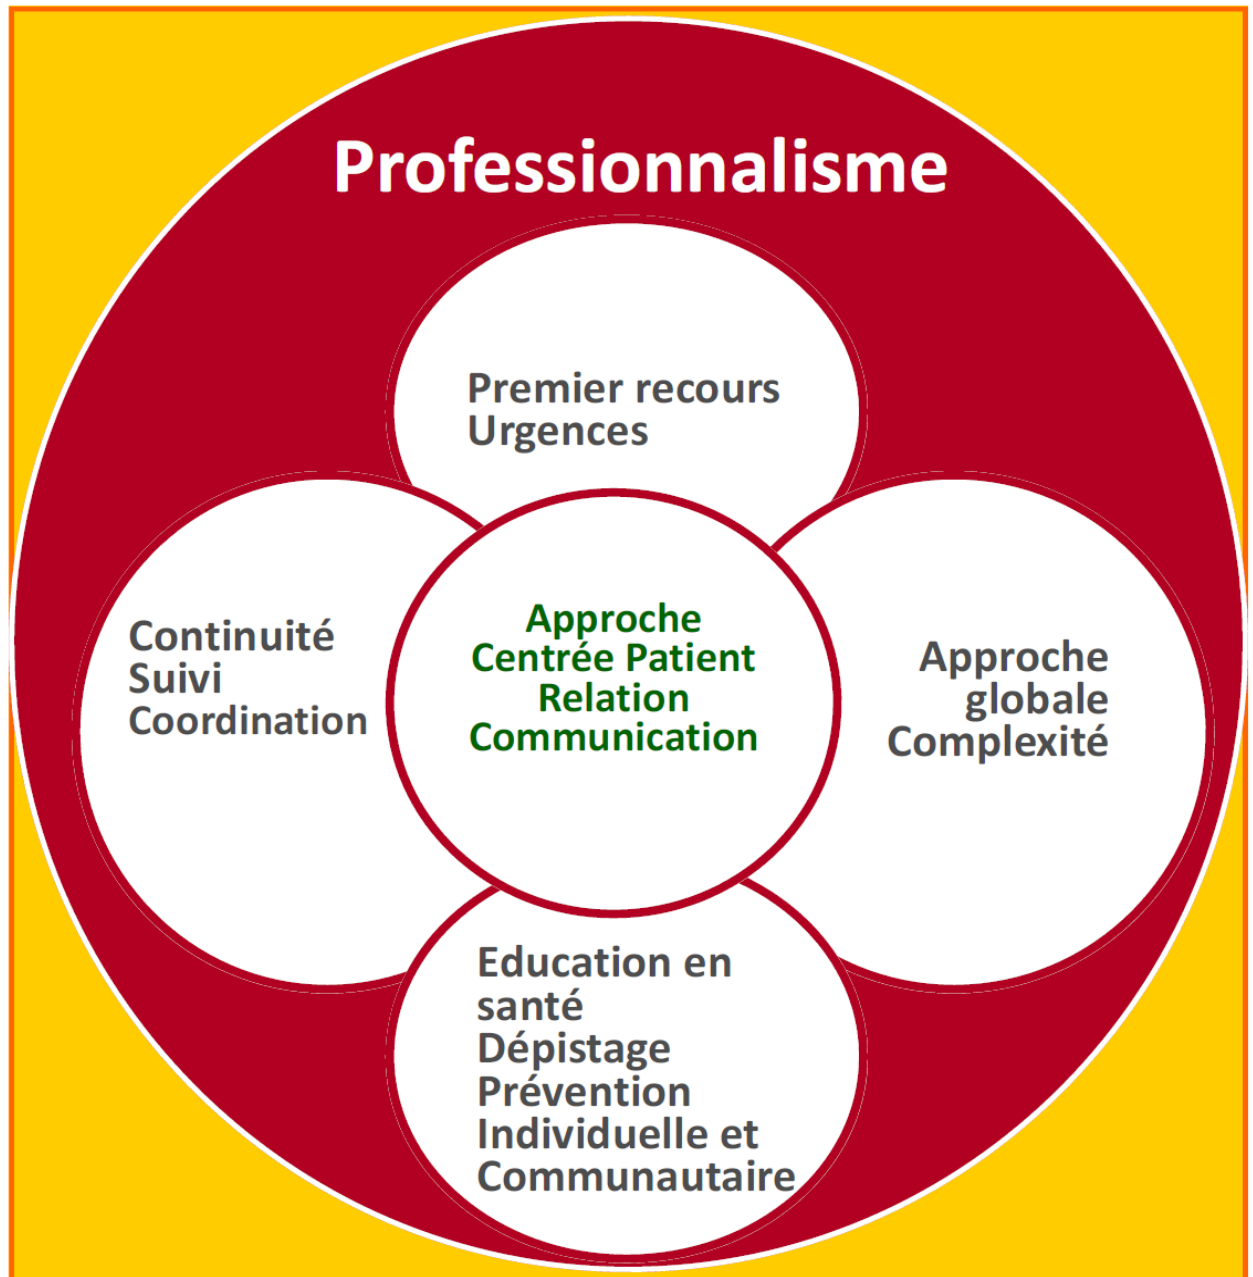 Professionnalisme
Premier recours
Urgences
Continuité
Suivi
Coordination
Approche
Centrée Patient
Relation
Communication
Approche
globale
Complexité
Education en
santé
Dépistage
Prévention
Individuelle et
Communautaire